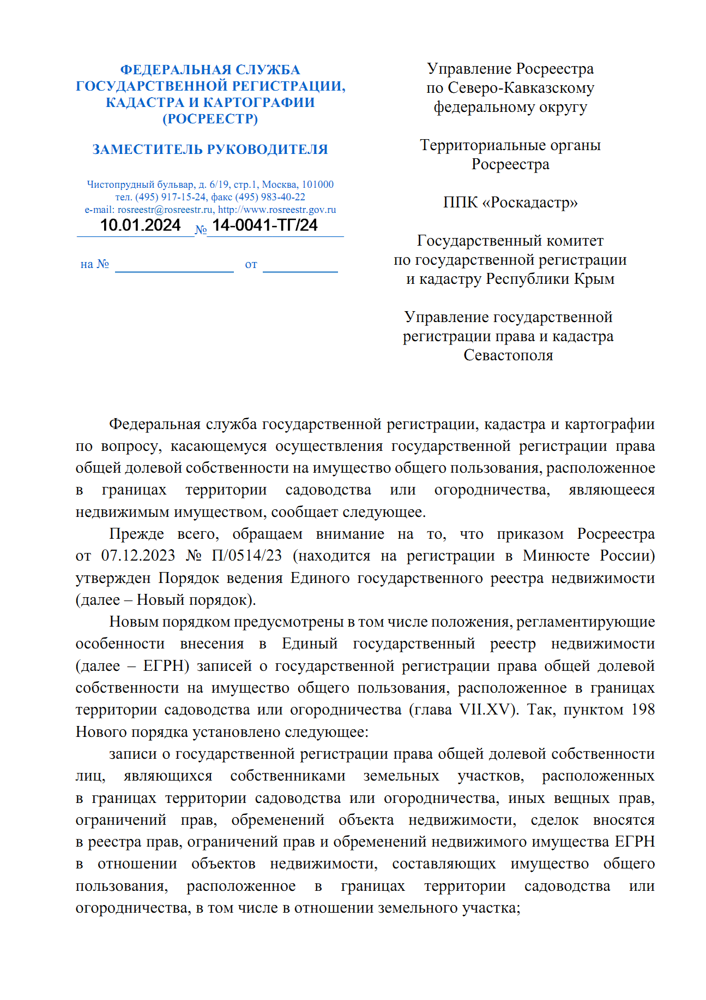 ФЕДЕРАЛЬНАЯ СЛУЖБА
ГОСУДАРСТВЕННОЙ РЕГИСТРАЦИИ,
КАДАСТРА И КАРТОГРАФИИ
(РОСРЕЕСТР)
ЗАМЕСТИТЕЛЬ РУКОВОДИТЕЛЯ
Чистопрудный бульвар, д. 6/19, стр.1, Москва, 101000
тел. (495) 917-15-24, факс (495) 983-40-22
e-mail: rosreestr@rosreestr.ru, http://www.rosreestr.gov.ru
10.01.2024 № 14-0041-ТГ/24
на № от
Управление Росреестра
по Северо-Кавказскому
федеральному округу
Территориальные органы
Росреестра
ППК «Роскадастр»
Государственный комитет
по государственной регистрации
и кадастру Республики Крым
Управление государственной
регистрации права и кадастра
Севастополя
Федеральная служба государственной регистрации, кадастра и картографии
по вопросу, касающемуся осуществления государственной регистрации права
общей долевой собственности на имущество общего пользования, расположенное
в границах территории садоводства или огородничества, являющееся
недвижимым имуществом, сообщает следующее.
Прежде всего, обращаем внимание на то, что приказом Росреестра
от 07.12.2023 № П/0514/23 (находится на регистрации в Минюсте России)
утвержден Порядок ведения Единого государственного реестра недвижимости
(далее – Новый порядок).
Новым порядком предусмотрены в том числе положения, регламентирующие
особенности внесения в Единый государственный реестр недвижимости
(далее – ЕГРН) записей о государственной регистрации права общей долевой
собственности на имущество общего пользования, расположенное в границах
территории садоводства или огородничества (глава VII.XV). Так, пунктом 198
Нового порядка установлено следующее:
записи о государственной регистрации права общей долевой собственности
лиц, являющихся собственниками земельных участков, расположенных
в границах территории садоводства или огородничества, иных вещных прав,
ограничений прав, обременений объекта недвижимости, сделок вносятся
в реестра прав, ограничений прав и обременений недвижимого имущества ЕГРН
в отношении объектов недвижимости, составляющих имущество общего
пользования, расположенное в границах территории садоводства или
огородничества, в том числе в отношении земельного участка;